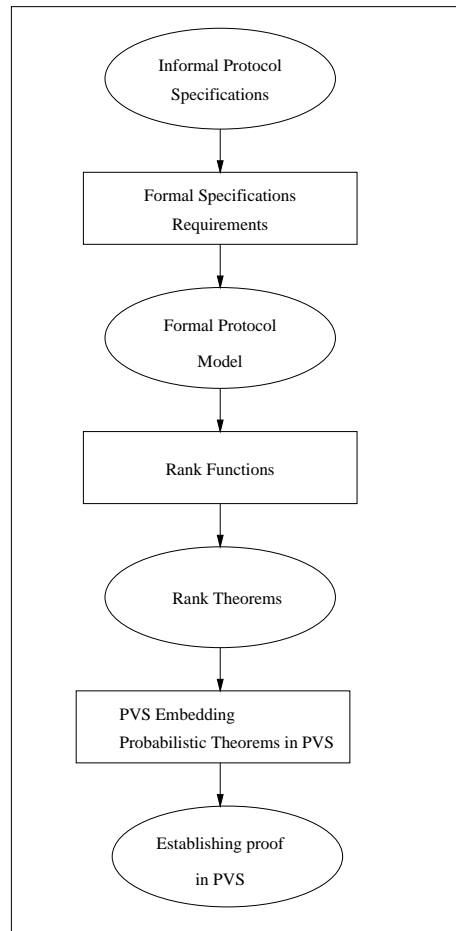 Informal Protocol
Specifications
Formal Specifications
Requirements
Formal Protocol
Model
Rank Functions
Rank Theorems
PVS Embedding
Probabilistic Theorems in PVS
Establishing proof
in PVS